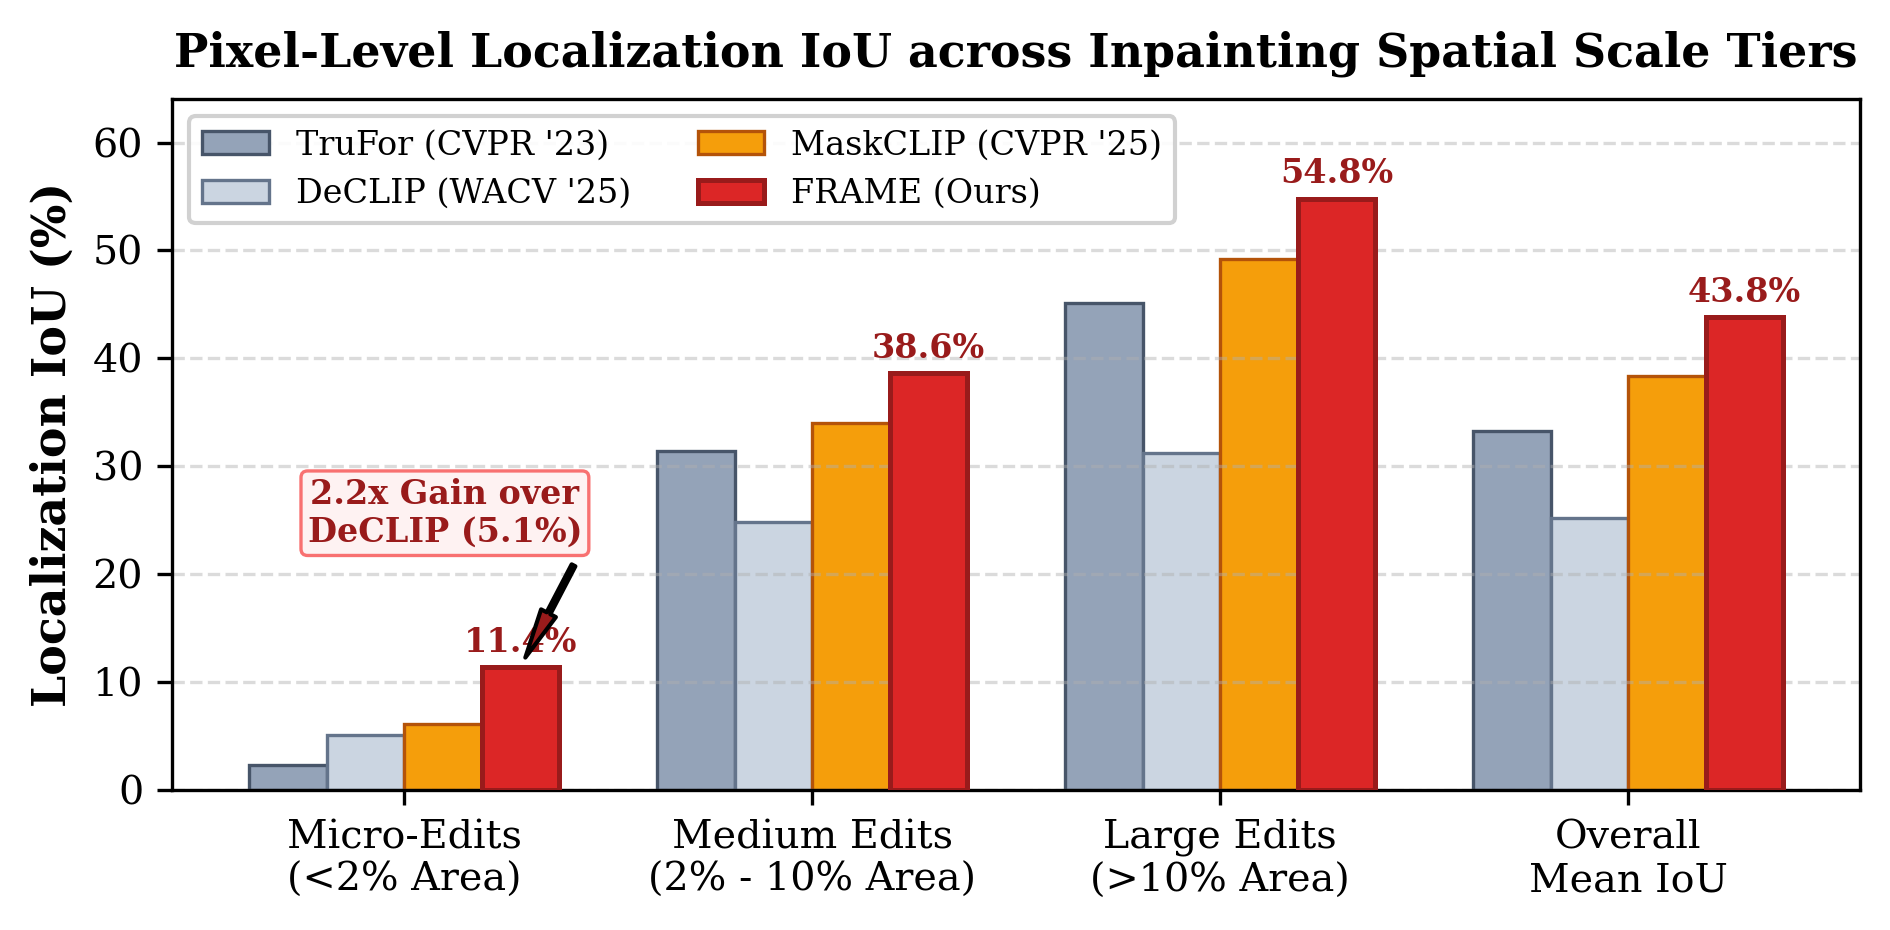 Pixel-Level Localization IoU across Inpainting Spatial Scale Tiers
Localization IoU (%)
60
50
40
30
20
10
0
TruFor (CVPR '23)
DeCLIP (WACV '25)
MaskCLIP (CVPR '25)
FRAME (Ours)
2.2x Gain over
DeCLIP (5.1%)
11.4%
38.6%
54.8%
43.8%
Micro-Edits
(<2% Area)
Medium Edits
(2% - 10% Area)
Large Edits
(>10% Area)
Overall
Mean IoU